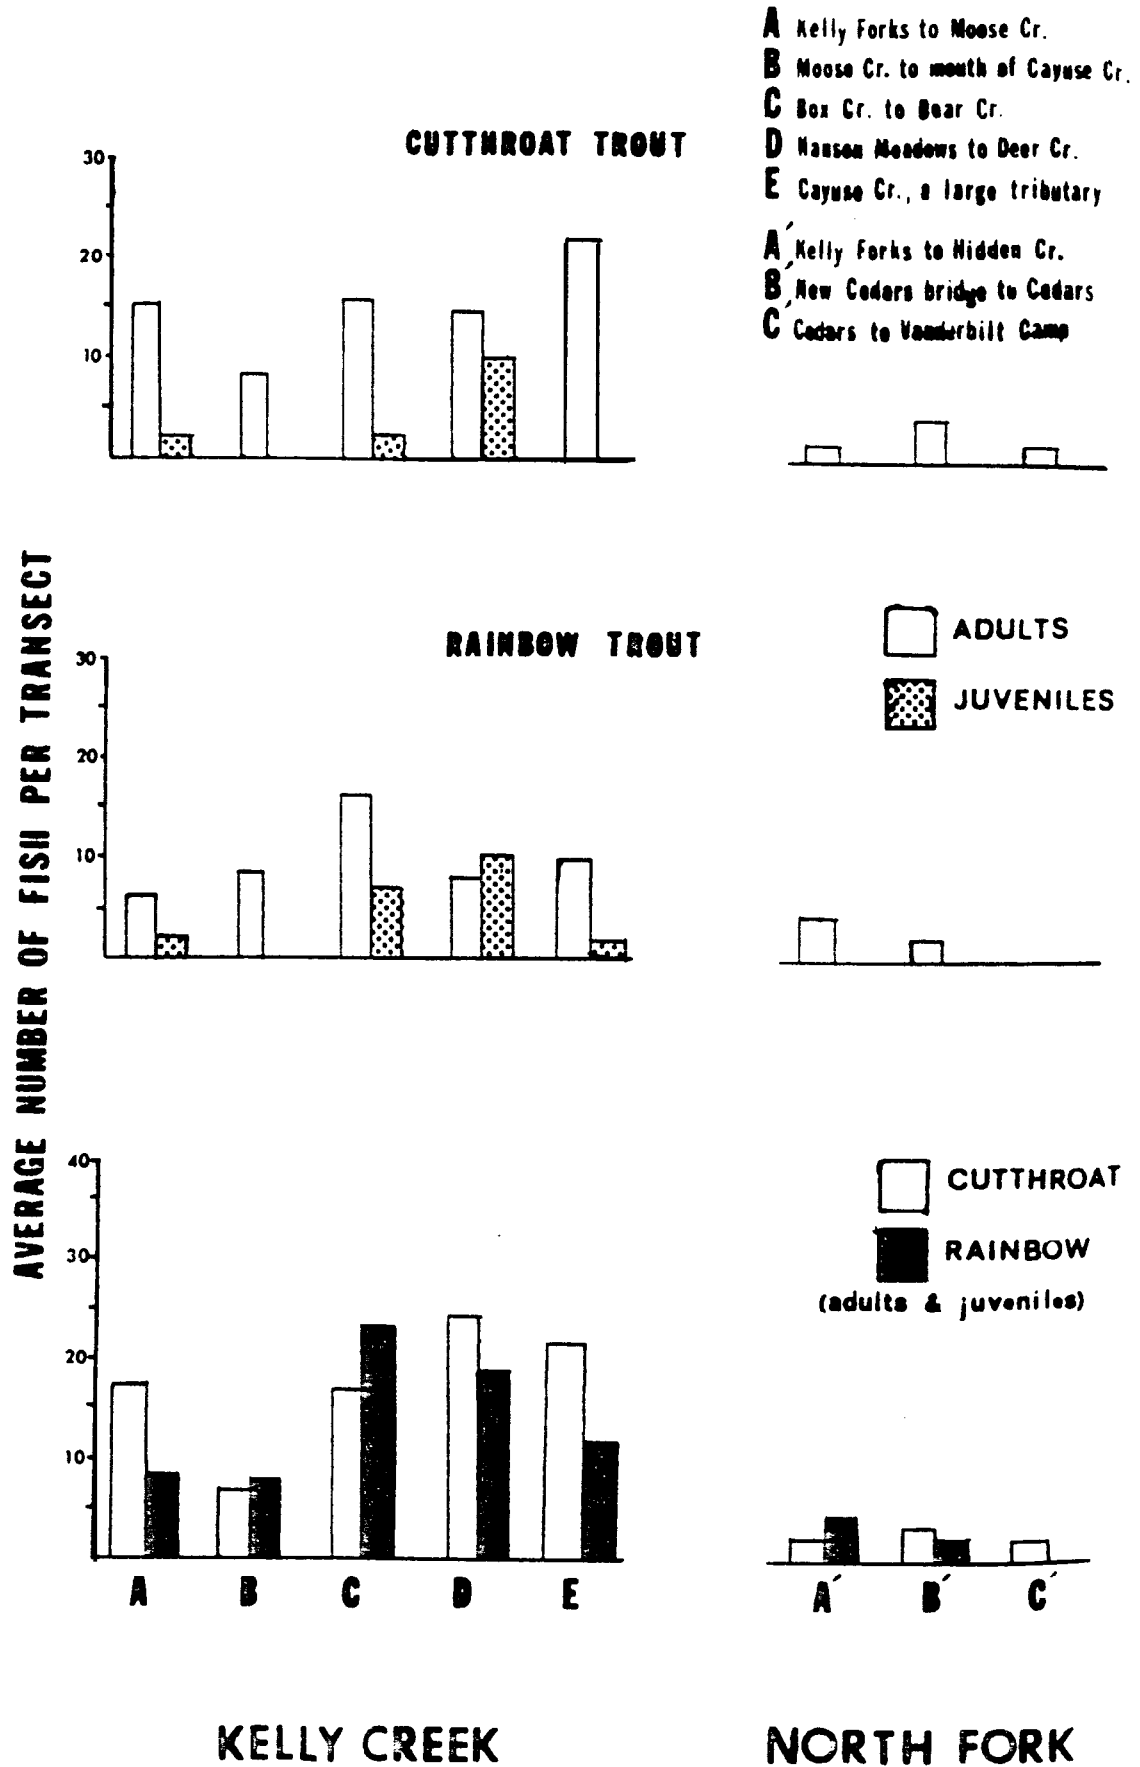 A Kelly Forks to Moose Cr.
B Moose Cr. to mouth of Cayuse Cr.
C Box Cr. to Bear Cr.
D Hanson Meadows to Deer Cr.
E Cayuse Cr., a large tributary
A´ Kelly Forks to Hidden Cr.
B´ New Cedars bridge to Cedars
C´ Cedars to Vanderbilt Camp
CUTTHROAT TROUT
30
20
10
RAINBOW TROUT
ADULTS
JUVENILES
30
20
10
AVERAGE NUMBER OF FISH PER TRANSECT
CUTTHROAT
RAINBOW
(adults & juveniles)
40
30
20
10
A B C D E A´ B´ C´
KELLY CREEK NORTH FORK